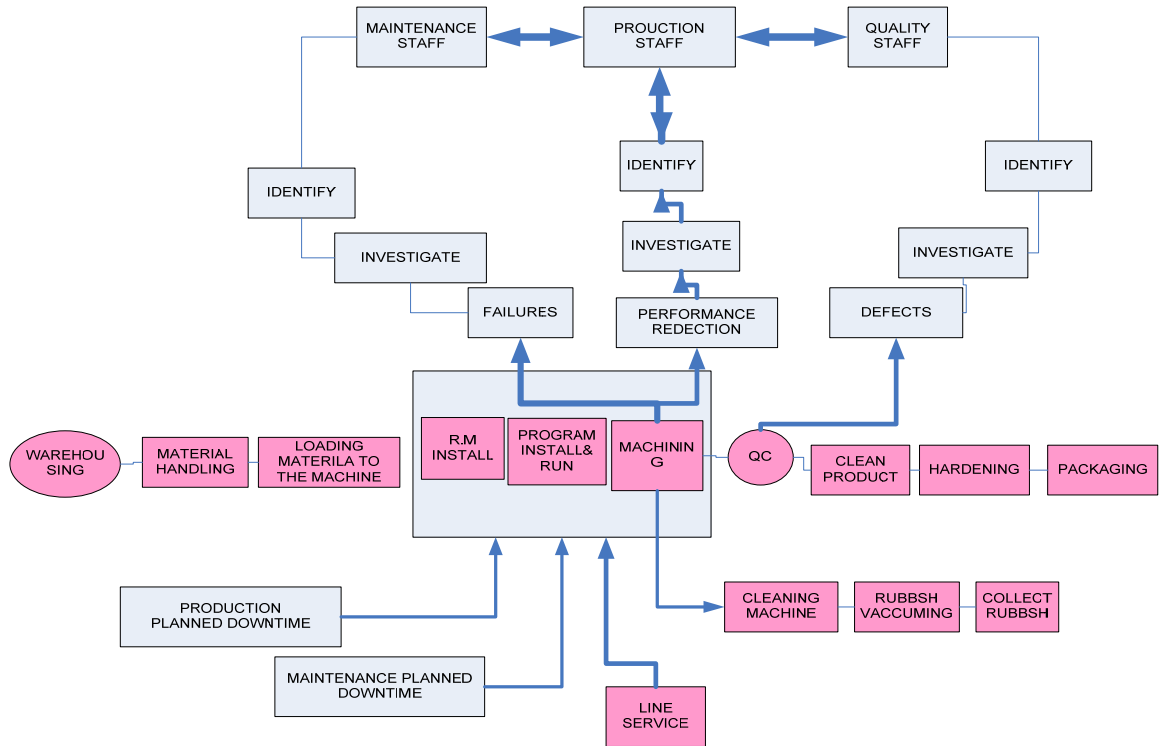 MAINTENANCE
STAFF
PROUCTION
STAFF
QUALITY
STAFF
IDENTIFY
IDENTIFY
IDENTIFY
INVESTIGATE
INVESTIGATE
INVESTIGATE
FAILURES
PERFORMANCE
REDECTION
DEFECTS
WAREHOU
SING
MATERIAL
HANDLING
LOADING
MATERILA TO
THE MACHINE
R.M
INSTALL
PROGRAM
INSTALL&
RUN
MACHININ
G
QC
CLEAN
PRODUCT
HARDENING
PACKAGING
PRODUCTION
PLANNED DOWNTIME
CLEANING
MACHINE
RUBBSH
VACCUMING
COLLECT
RUBBSH
MAINTENANCE PLANNED
DOWNTIME
LINE
SERVICE